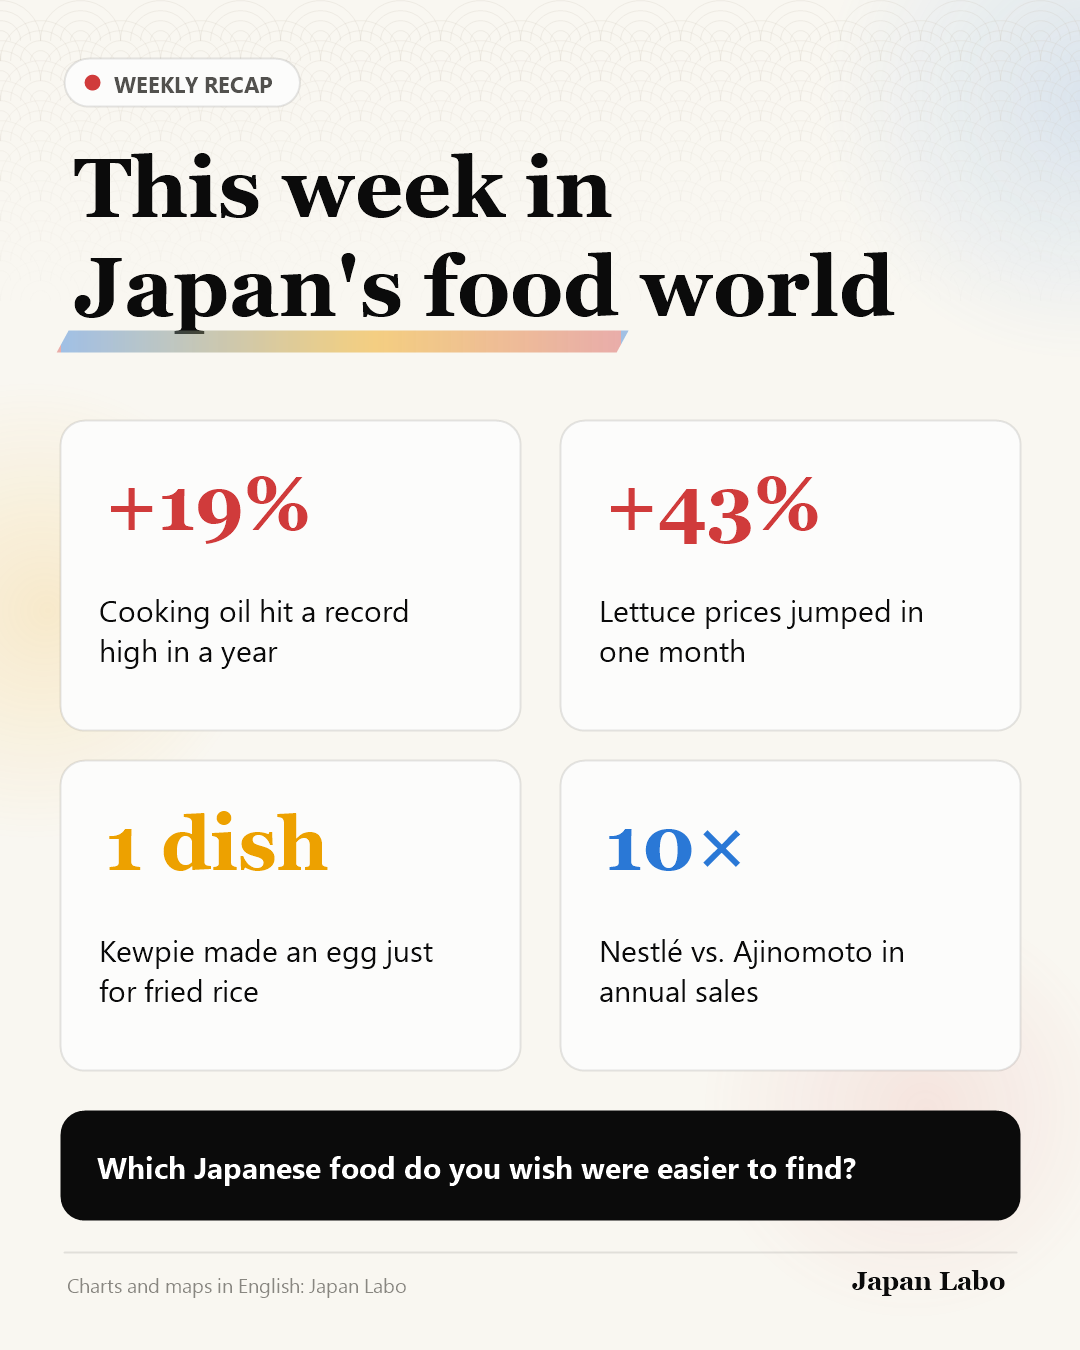 WEEKLY RECAP
This week in
Japan's food world
+19%
Cooking oil hit a record
high in a year
+43%
Lettuce prices jumped in
one month
1 dish
Kewpie made an egg just
for fried rice
10×
Nestlé vs. Ajinomoto in
annual sales
Which Japanese food do you wish were easier to find?
Charts and maps in English: Japan Labo
Japan Labo